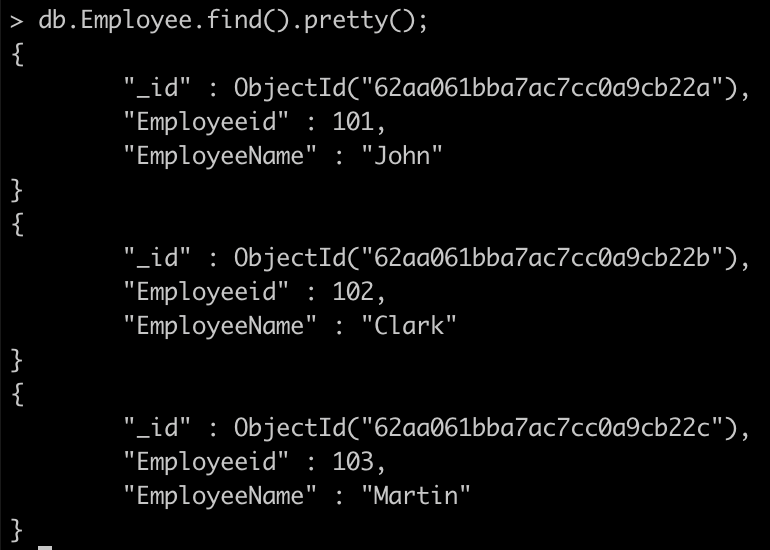 > db.Employee.find().pretty();
{
"_id" : ObjectId("62aa061bba7ac7cc0a9cb22a"),
"Employeeid" : 101,
"EmployeeName" : "John"
}
{
"_id" : ObjectId("62aa061bba7ac7cc0a9cb22b"),
"Employeeid" : 102,
"EmployeeName" : "Clark"
}
{
"_id" : ObjectId("62aa061bba7ac7cc0a9cb22c"),
"Employeeid" : 103,
"EmployeeName" : "Martin"
}